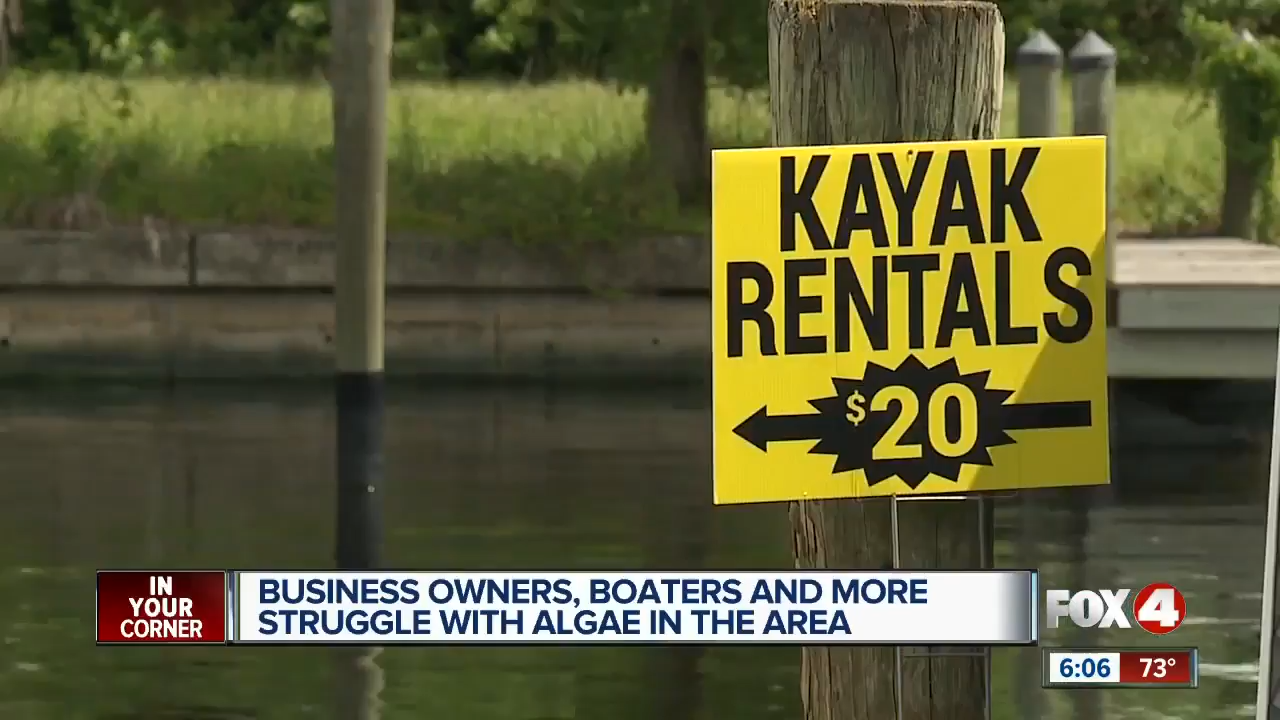 KAYAK
RENTALS
$20
IN
YOUR
CORNER
BUSINESS OWNERS, BOATERS AND MORE
STRUGGLE WITH ALGAE IN THE AREA
FOX 4
6:06 73°